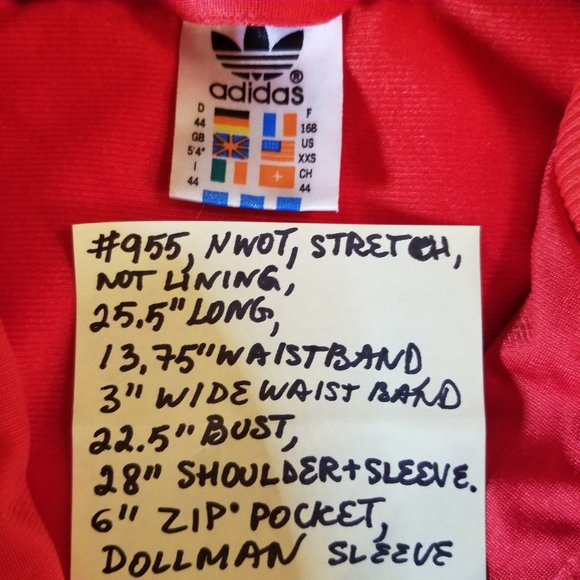 adidas®
D 44 F 168
GB 5'4" US XXS
I 44 CH 44
#955, NWOT, STRETCH,
NOT LINING,
25.5" LONG,
13.75" WAISTBAND
3" WIDE WAIST BAND
22.5" BUST,
28" SHOULDER+SLEEVE.
6" ZIP POCKET,
DOLLMAN SLEEVE